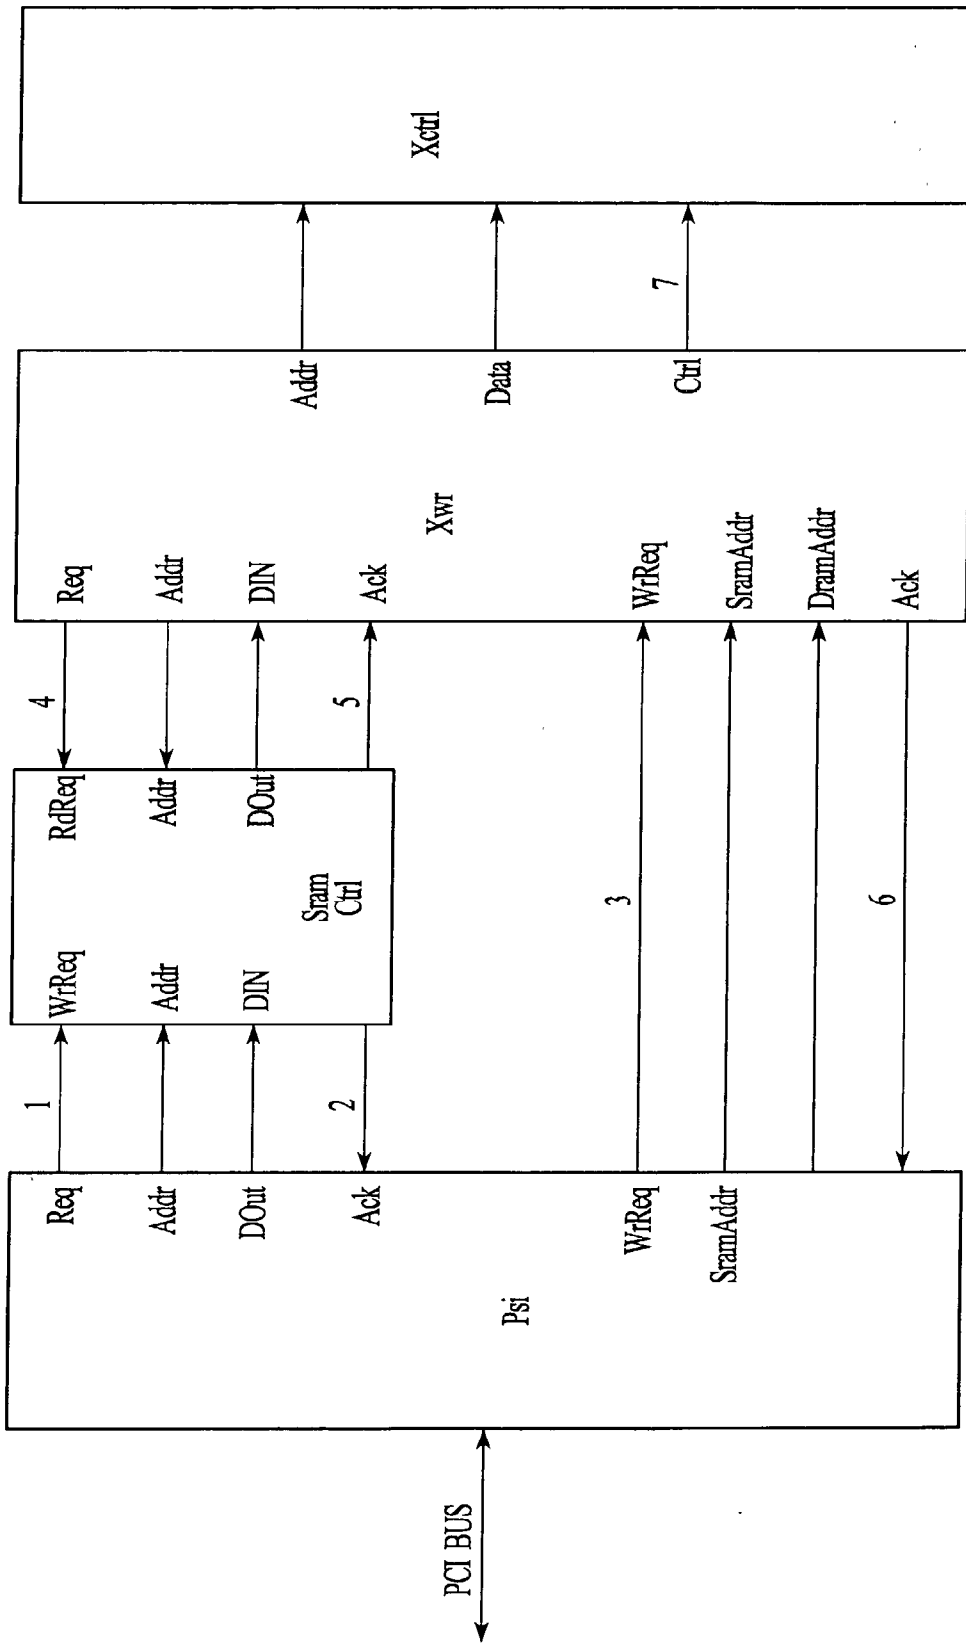 PCI BUS
Psi
Req
Addr
DOut
Ack
WrReq
SramAddr
1
2
3
6
WrReq
Addr
DIN
Sram
Ctrl
RdReq
Addr
DOut
4
5
Req
Addr
DIN
Ack
WrReq
SramAddr
DramAddr
Ack
Xwr
Addr
Data
Ctrl
7
Xctrl